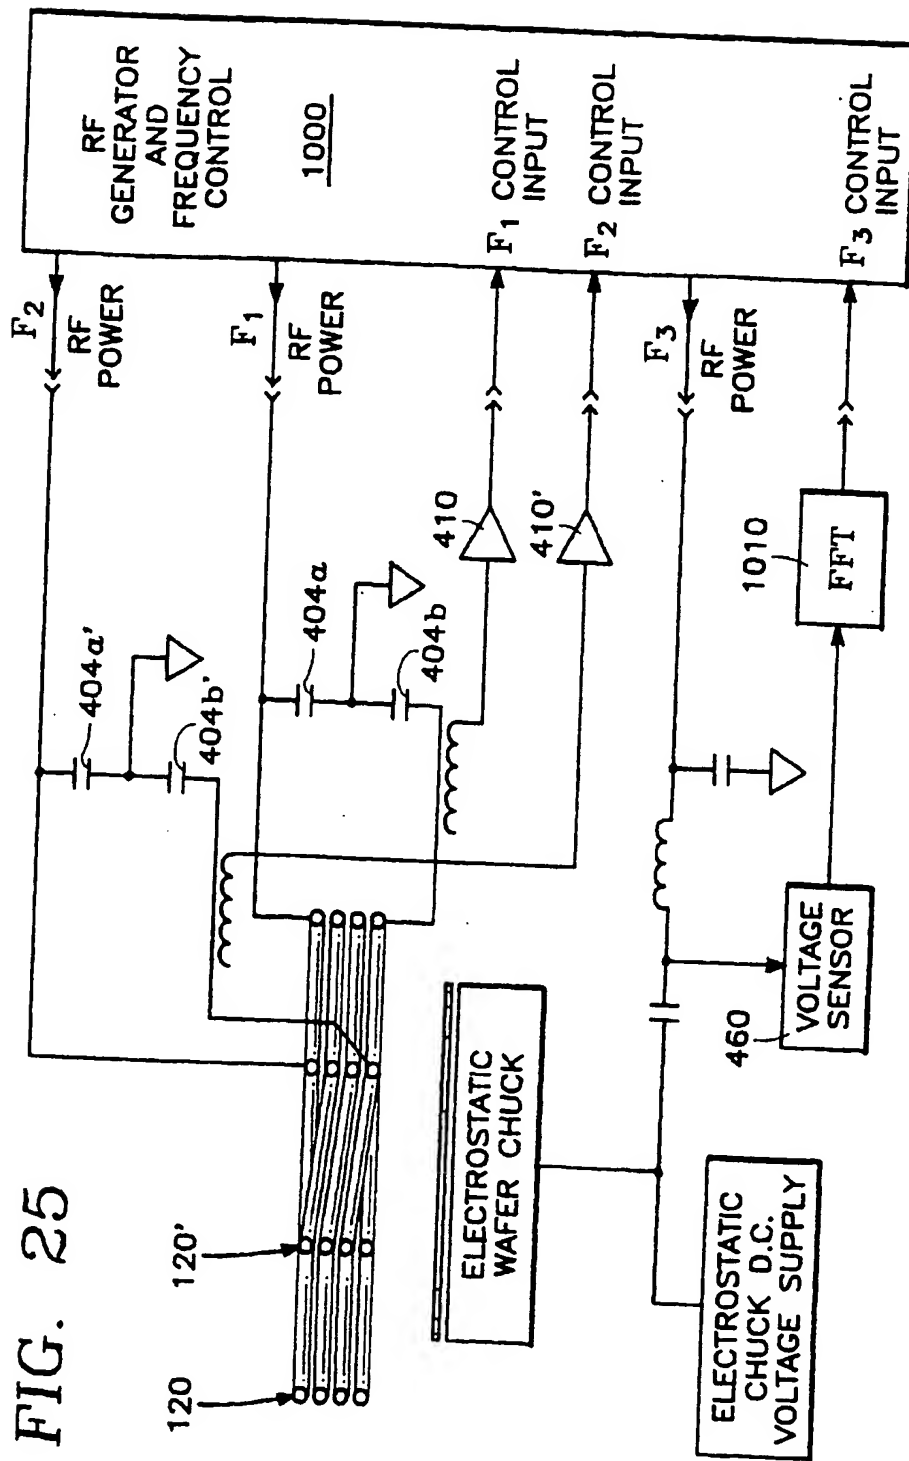 FIG. 25
RF
GENERATOR
AND
FREQUENCY
CONTROL
1000
F2
RF
POWER
F1
RF
POWER
F1 CONTROL
INPUT
F2 CONTROL
INPUT
F3
RF
POWER
F3 CONTROL
INPUT
404a'
404b'
404a
404b
410
410'
120
120'
ELECTROSTATIC
WAFER CHUCK
1010
FFT
460
VOLTAGE
SENSOR
ELECTROSTATIC
CHUCK D.C.
VOLTAGE SUPPLY